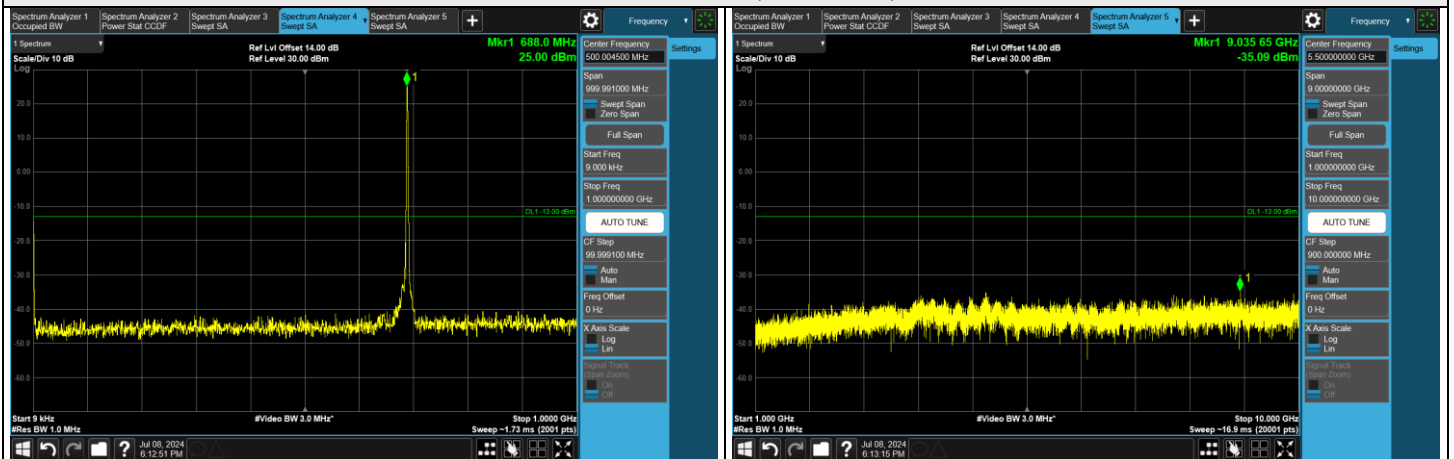 Spectrum Analyzer 1
Occupied BW
Spectrum Analyzer 2
Power Stat CCDF
Spectrum Analyzer 3
Swept SA
Spectrum Analyzer 4
Swept SA
Spectrum Analyzer 5
Swept SA
Frequency
1 Spectrum
Scale/Div 10 dB
Log
Ref Lvl Offset 14.00 dB
Ref Level 30.00 dBm
Mkr1 688.0 MHz
25.00 dBm
1
20.0
10.0
0.00
-10.0
-20.0
-30.0
-40.0
-50.0
-60.0
DL1 -13.00 dBm
Start 9 kHz
#Res BW 1.0 MHz
#Video BW 3.0 MHz*
Stop 1.0000 GHz
Sweep ~1.73 ms (2001 pts)
Jul 08, 2024
6:12:51 PM
Center Frequency
500.004500 MHz
Settings
Span
999.991000 MHz
Swept Span
Zero Span
Full Span
Start Freq
9.000 kHz
Stop Freq
1.000000000 GHz
AUTO TUNE
CF Step
99.999100 MHz
Auto
Man
Freq Offset
0 Hz
X Axis Scale
Log
Lin
Signal Track
(Span Zoom)
On
Off
Spectrum Analyzer 1
Occupied BW
Spectrum Analyzer 2
Power Stat CCDF
Spectrum Analyzer 3
Swept SA
Spectrum Analyzer 4
Swept SA
Spectrum Analyzer 5
Swept SA
Frequency
1 Spectrum
Scale/Div 10 dB
Log
Ref Lvl Offset 14.00 dB
Ref Level 30.00 dBm
Mkr1 9.035 65 GHz
-35.09 dBm
1
20.0
10.0
0.00
-10.0
-20.0
-30.0
-40.0
-50.0
-60.0
DL1 -13.00 dBm
Start 1.000 GHz
#Res BW 1.0 MHz
#Video BW 3.0 MHz*
Stop 10.000 GHz
Sweep ~16.9 ms (20001 pts)
Jul 08, 2024
6:13:15 PM
Center Frequency
5.500000000 GHz
Settings
Span
9.00000000 GHz
Swept Span
Zero Span
Full Span
Start Freq
1.000000000 GHz
Stop Freq
10.000000000 GHz
AUTO TUNE
CF Step
900.000000 MHz
Auto
Man
Freq Offset
0 Hz
X Axis Scale
Log
Lin
Signal Track
(Span Zoom)
On
Off